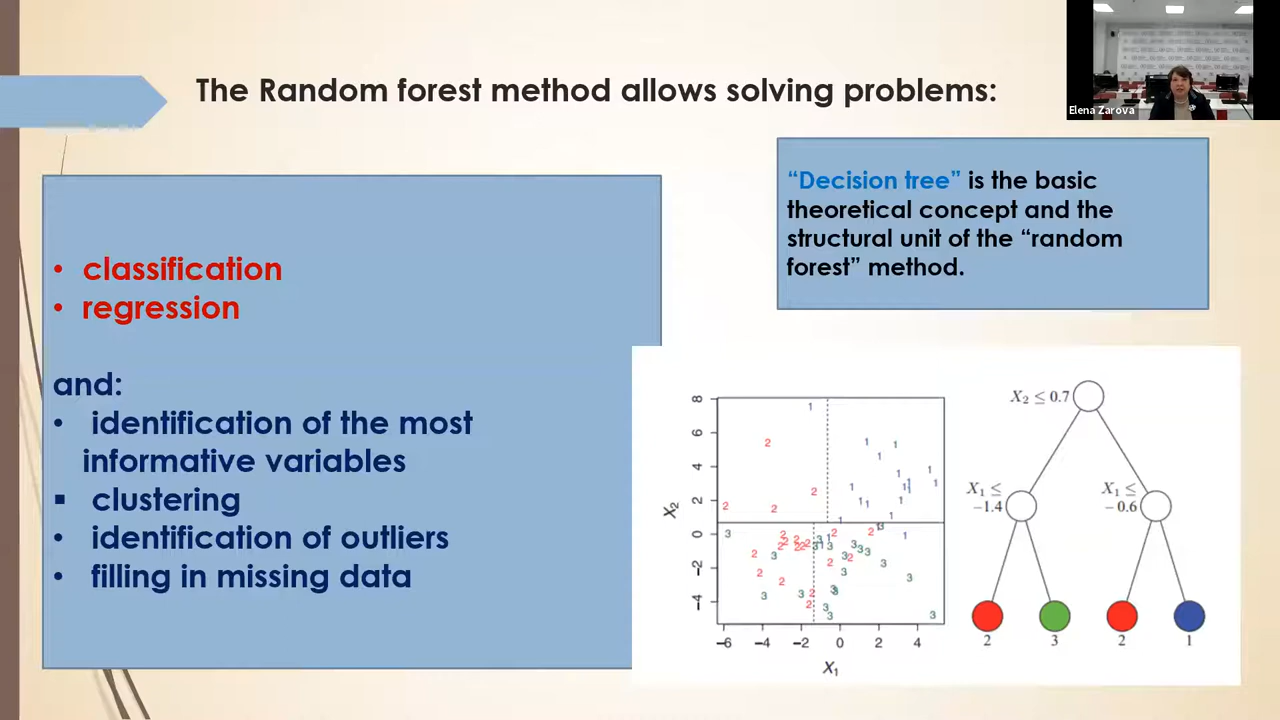 The Random forest method allows solving problems:
Elena Zarova
“Decision tree” is the basic
theoretical concept and the
structural unit of the “random
forest” method.
• classification
• regression
and:
• identification of the most
informative variables
▪ clustering
• identification of outliers
• filling in missing data
8
6
4
2
0
−2
−4
X2
−6 −4 −2 0 2 4
X1
X2 ≤ 0.7
X1 ≤
−1.4
X1 ≤
− 0.6
2 3 2 1